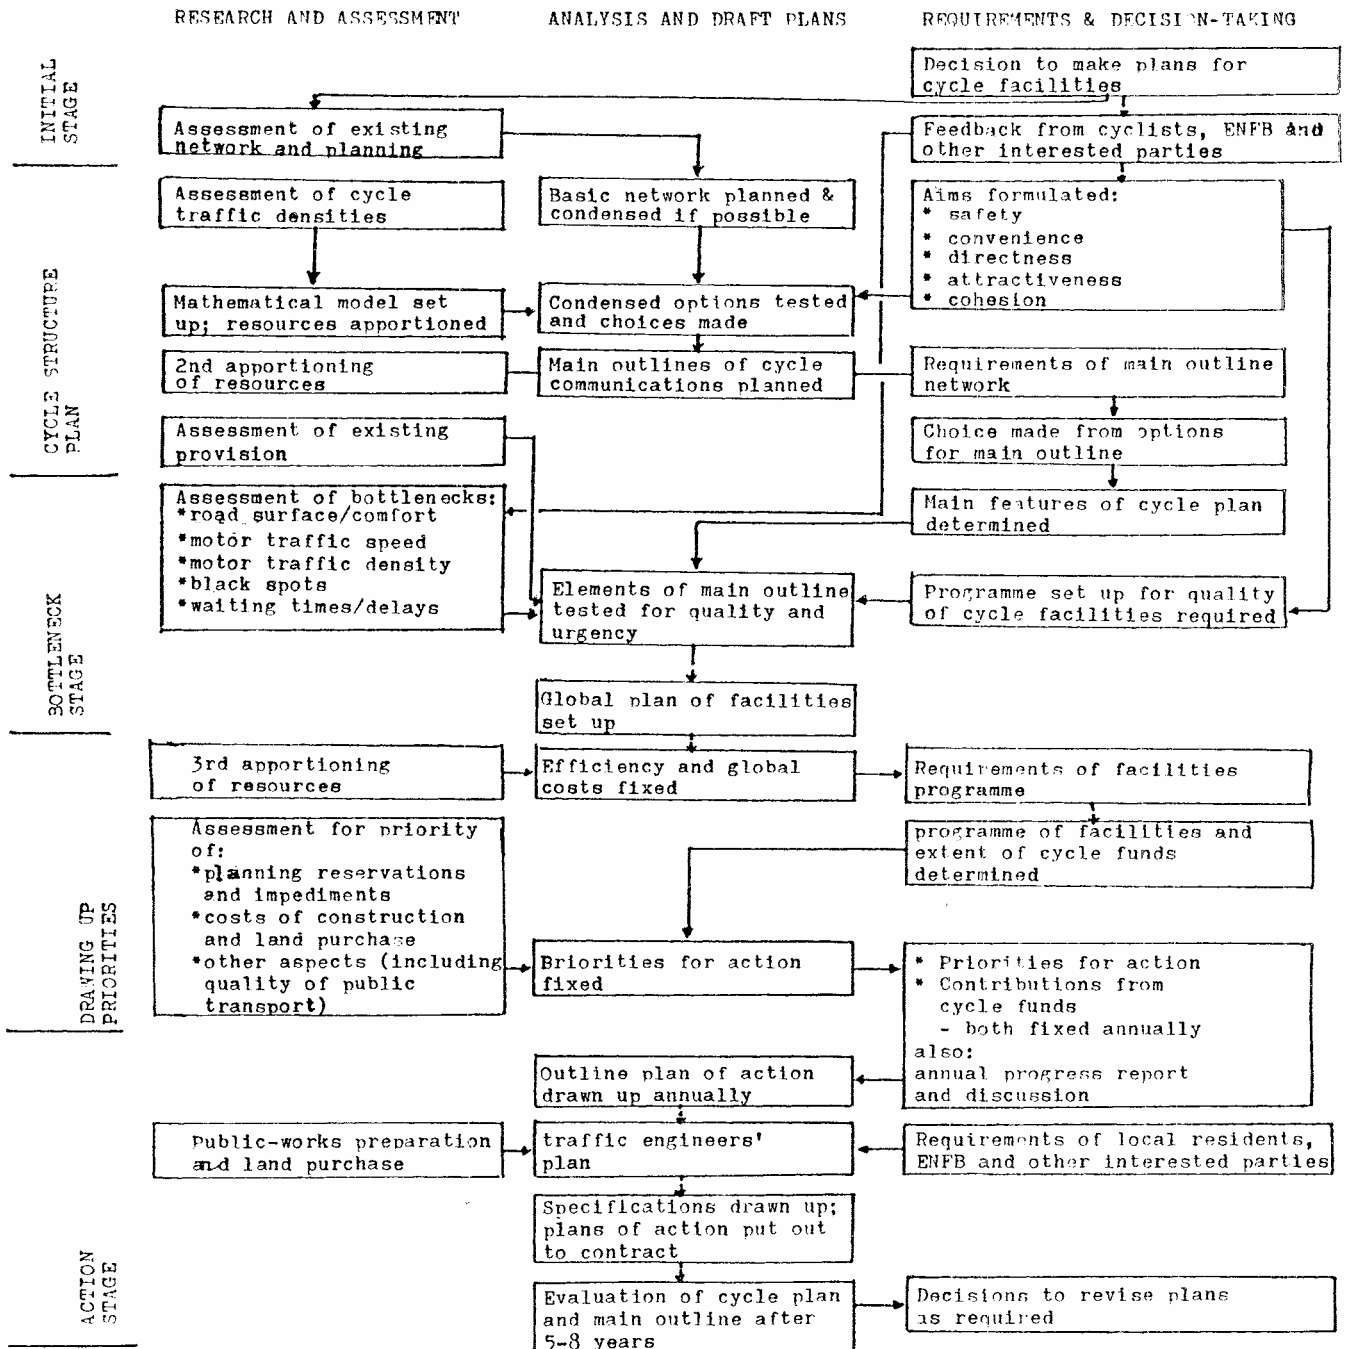 RESEARCH AND ASSESSMENT
ANALYSIS AND DRAFT PLANS
REQUIREMENTS & DECISION-TAKING
INITIAL
STAGE
Decision to make plans for
cycle facilities
Assessment of existing
network and planning
Feedback from cyclists, ENFB and
other interested parties
CYCLE STRUCTURE
PLAN
Assessment of cycle
traffic densities
Basic network planned &
condensed if possible
Aims formulated:
* safety
* convenience
* directness
* attractiveness
* cohesion
Mathematical model set
up; resources apportioned
Condensed options tested
and choices made
2nd apportioning
of resources
Main outlines of cycle
communications planned
Requirements of main outline
network
Assessment of existing
provision
Choice made from options
for main outline
BOTTLENECK
STAGE
Assessment of bottlenecks:
*road surface/comfort
*motor traffic speed
*motor traffic density
*black spots
*waiting times/delays
Main features of cycle plan
determined
Elements of main outline
tested for quality and
urgency
Programme set up for quality
of cycle facilities required
Global plan of facilities
set up
DRAWING UP
PRIORITIES
3rd apportioning
of resources
Efficiency and global
costs fixed
Requirements of facilities
programme
Assessment for priority
of:
*planning reservations
and impediments
*costs of construction
and land purchase
*other aspects (including
quality of public
transport)
programme of facilities and
extent of cycle funds
determined
Briorities for action
fixed
* Priorities for action
* Contributions from
cycle funds
- both fixed annually
also:
annual progress report
and discussion
ACTION
STAGE
Outline plan of action
drawn up annually
Public-works preparation
and land purchase
traffic engineers'
plan
Requirements of local residents,
ENFB and other interested parties
Specifications drawn up;
plans of action put out
to contract
Evaluation of cycle plan
and main outline after
5-8 years
Decisions to revise plans
as required